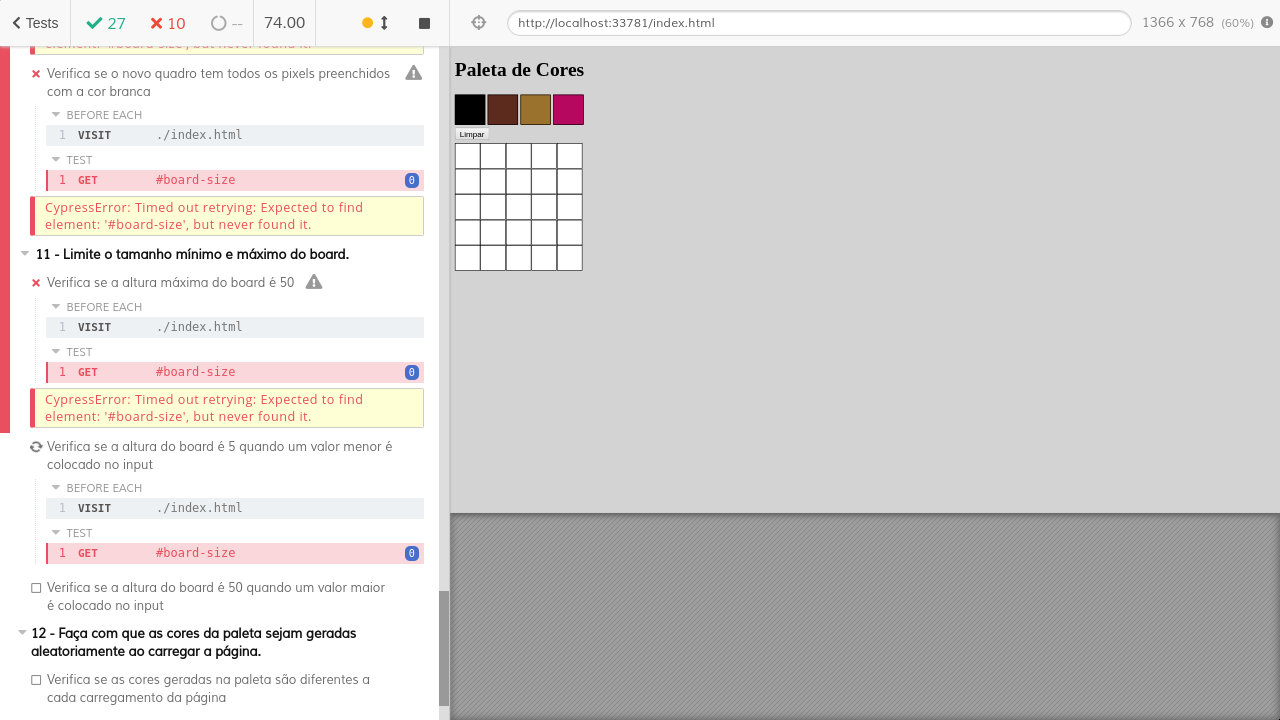 Tests
27
10
--
74.00
http://localhost:33781/index.html
1366 x 768 (60%)
element: '#board-size', but never found it.
Verifica se o novo quadro tem todos os pixels preenchidos
com a cor branca
BEFORE EACH
1 VISIT ./index.html
TEST
1 GET #board-size 0
CypressError: Timed out retrying: Expected to find
element: '#board-size', but never found it.
11 - Limite o tamanho mínimo e máximo do board.
Verifica se a altura máxima do board é 50
BEFORE EACH
1 VISIT ./index.html
TEST
1 GET #board-size 0
CypressError: Timed out retrying: Expected to find
element: '#board-size', but never found it.
Verifica se a altura do board é 5 quando um valor menor é
colocado no input
BEFORE EACH
1 VISIT ./index.html
TEST
1 GET #board-size 0
Verifica se a altura do board é 50 quando um valor maior
é colocado no input
12 - Faça com que as cores da paleta sejam geradas
aleatoriamente ao carregar a página.
Verifica se as cores geradas na paleta são diferentes a
cada carregamento da página
Paleta de Cores
Limpar